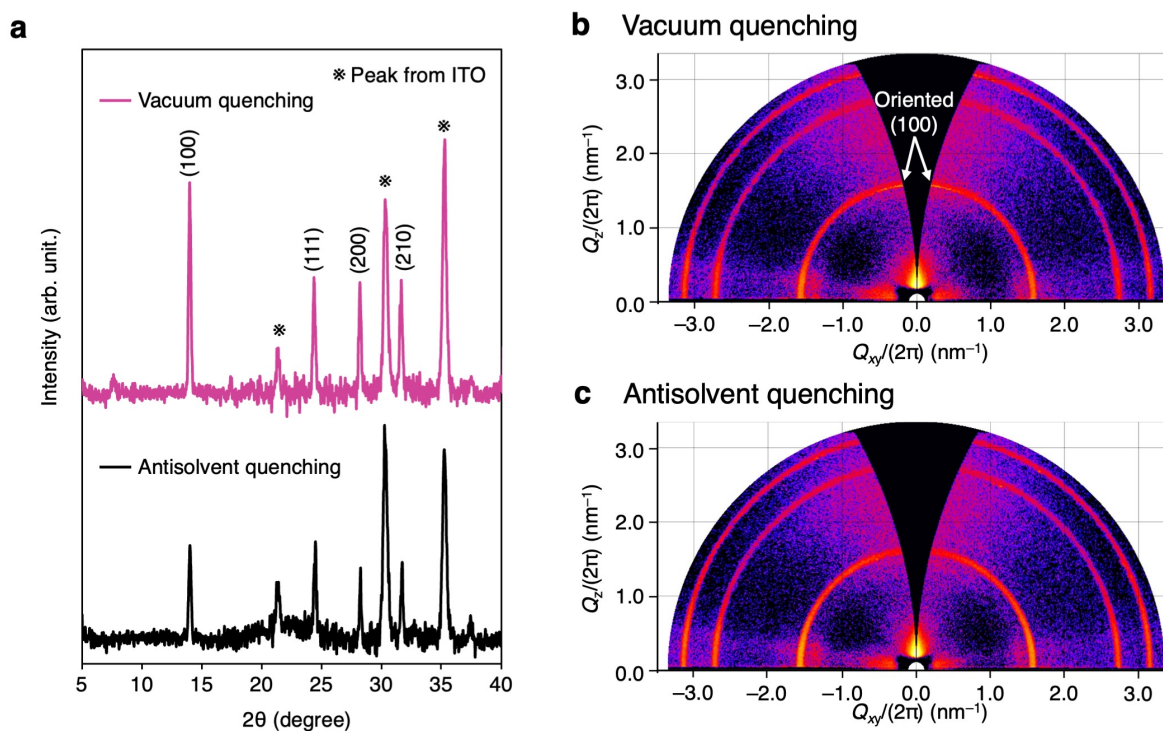 a
※ Peak from ITO
Vacuum quenching
(100)
※
(111)
(200)
※
(210)
※
Antisolvent quenching
Intensity (arb. unit.)
5 10 15 20 25 30 35 40
2θ (degree)
b Vacuum quenching
Oriented
(100)
3.0
2.0
1.0
0.0
Qz/(2π) (nm⁻¹)
–3.0 –2.0 –1.0 0.0 1.0 2.0 3.0
Qxy/(2π) (nm⁻¹)
c Antisolvent quenching
3.0
2.0
1.0
0.0
Qz/(2π) (nm⁻¹)
–3.0 –2.0 –1.0 0.0 1.0 2.0 3.0
Qxy/(2π) (nm⁻¹)